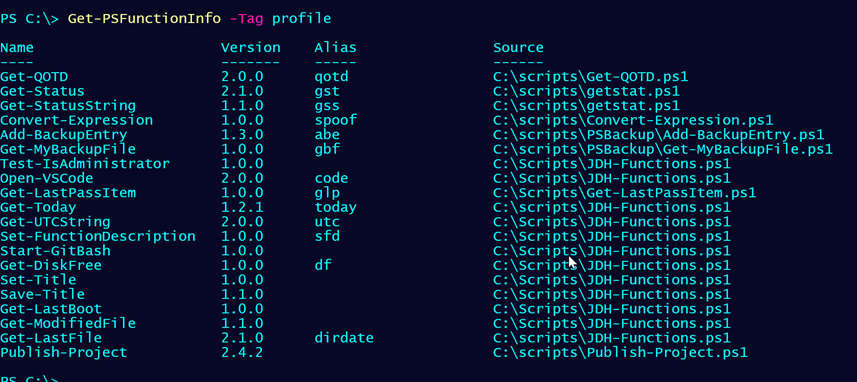 PS C:\> Get-PSFunctionInfo -Tag profile
Name Version Alias Source
---- ------- ----- ------
Get-QOTD 2.0.0 qotd C:\scripts\Get-QOTD.ps1
Get-Status 2.1.0 gst C:\scripts\getstat.ps1
Get-StatusString 1.1.0 gss C:\scripts\getstat.ps1
Convert-Expression 1.0.0 spoof C:\scripts\Convert-Expression.ps1
Add-BackupEntry 1.3.0 abe C:\scripts\PSBackup\Add-BackupEntry.ps1
Get-MyBackupFile 1.0.0 gbf C:\scripts\PSBackup\Get-MyBackupFile.ps1
Test-IsAdministrator 1.0.0 C:\Scripts\JDH-Functions.ps1
Open-VSCode 2.0.0 code C:\Scripts\JDH-Functions.ps1
Get-LastPassItem 1.0.0 glp C:\scripts\Get-LastPassItem.ps1
Get-Today 1.2.1 today C:\Scripts\JDH-Functions.ps1
Get-UTCString 2.0.0 utc C:\Scripts\JDH-Functions.ps1
Set-FunctionDescription 1.0.0 sfd C:\Scripts\JDH-Functions.ps1
Start-GitBash 1.0.0 C:\Scripts\JDH-Functions.ps1
Get-DiskFree 1.0.0 df C:\Scripts\JDH-Functions.ps1
Set-Title 1.0.0 C:\Scripts\JDH-Functions.ps1
Save-Title 1.1.0 C:\Scripts\JDH-Functions.ps1
Get-LastBoot 1.0.0 C:\Scripts\JDH-Functions.ps1
Get-ModifiedFile 1.1.0 C:\Scripts\JDH-Functions.ps1
Get-LastFile 2.1.0 dirdate C:\Scripts\JDH-Functions.ps1
Publish-Project 2.4.2 C:\Scripts\Publish-Project.ps1
PS C:\>